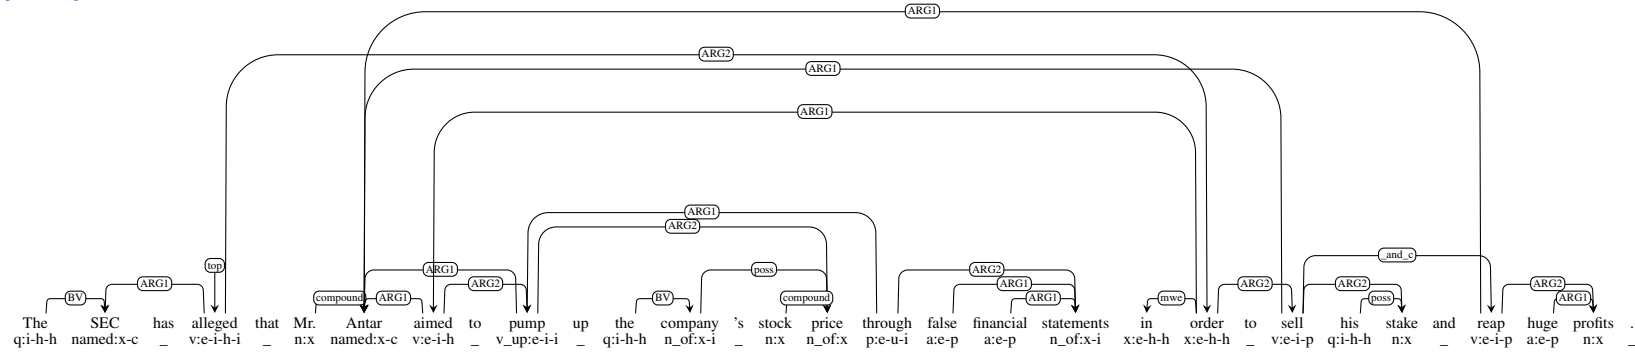 ARG1
ARG2
ARG1
ARG1
ARG1
ARG2
_and_c
top ARG1 poss ARG2
ARG1 ARG2 ARG1 ARG2 ARG2 ARG2
BV compound ARG1 BV compound ARG1 mwe poss ARG1
The SEC has alleged that Mr. Antar aimed to pump up the company 's stock price through false financial statements in order to sell his stake and reap huge profits .
q:i-h-h named:x-c _ v:e-i-h-i _ n:x named:x-c v:e-i-h _ v_up:e-i-i _ q:i-h-h n_of:x-i _ n:x n_of:x p:e-u-i a:e-p a:e-p n_of:x-i x:e-h-h x:e-h-h _ v:e-i-p q:i-h-h n:x _ v:e-i-p a:e-p n:x _